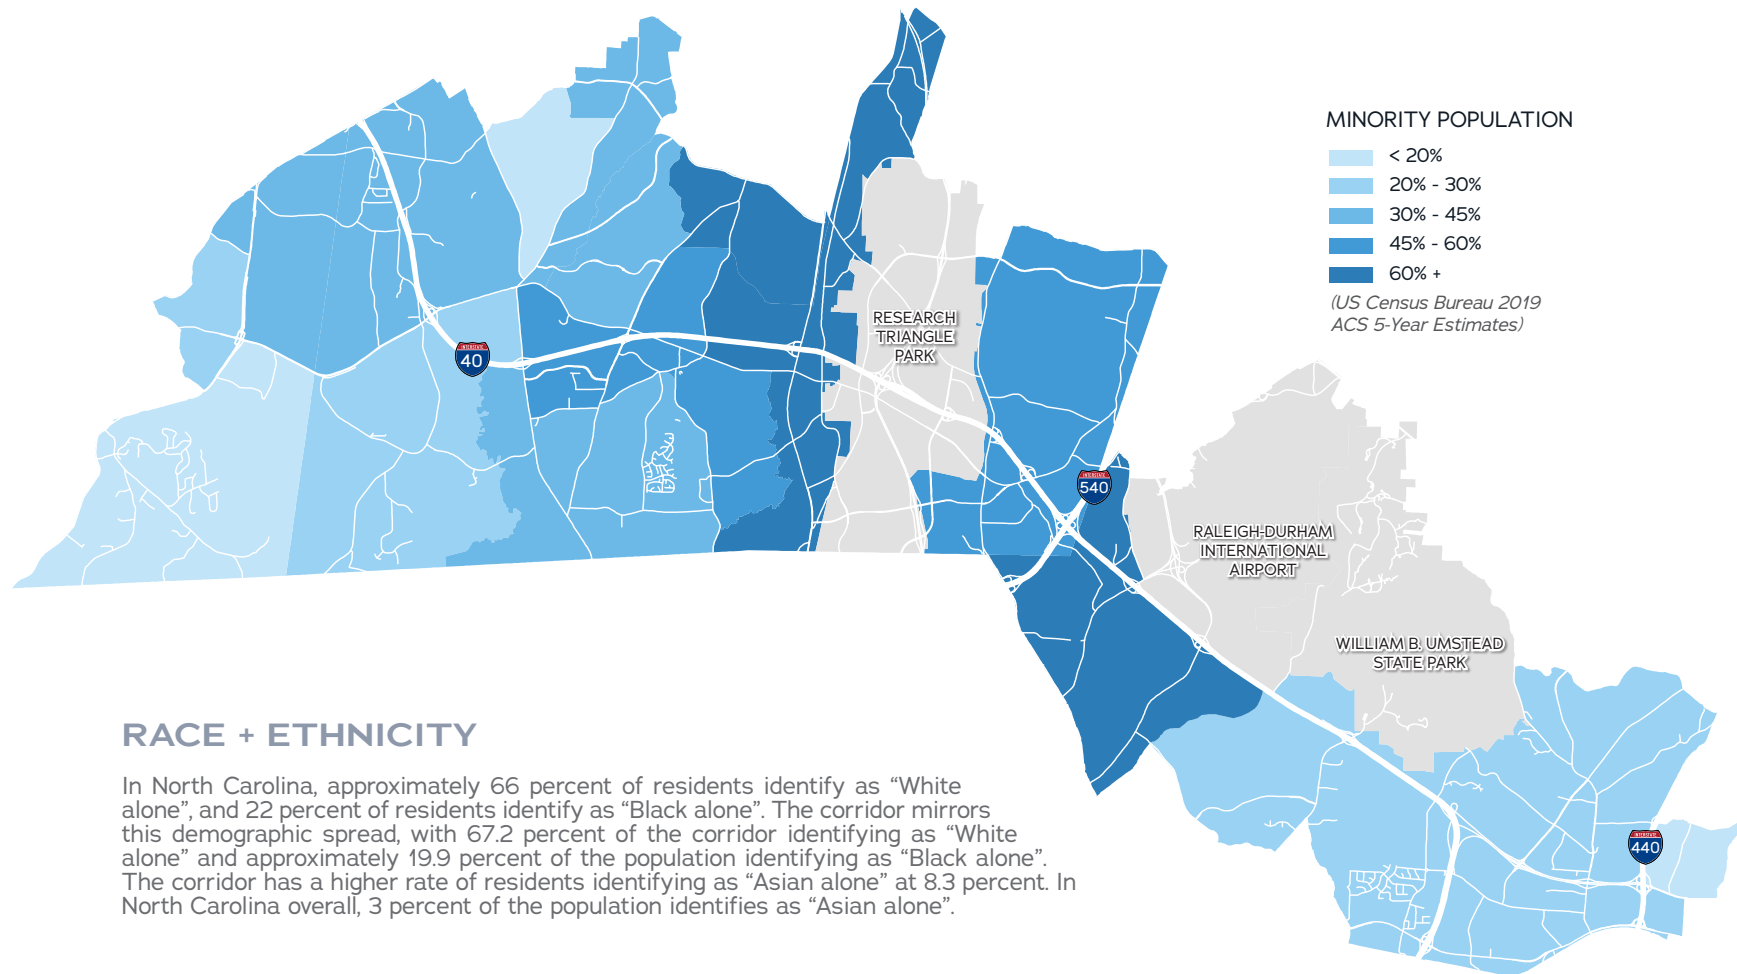 MINORITY POPULATION
< 20%
20% - 30%
30% - 45%
45% - 60%
60% +
(US Census Bureau 2019
ACS 5-Year Estimates)
RESEARCH
TRIANGLE
PARK
INTERSTATE
40
INTERSTATE
540
RALEIGH-DURHAM
INTERNATIONAL
AIRPORT
WILLIAM B. UMSTEAD
STATE PARK
INTERSTATE
440
RACE + ETHNICITY
In North Carolina, approximately 66 percent of residents identify as “White
alone”, and 22 percent of residents identify as “Black alone”. The corridor mirrors
this demographic spread, with 67.2 percent of the corridor identifying as “White
alone” and approximately 19.9 percent of the population identifying as “Black alone”.
The corridor has a higher rate of residents identifying as “Asian alone” at 8.3 percent. In
North Carolina overall, 3 percent of the population identifies as “Asian alone”.